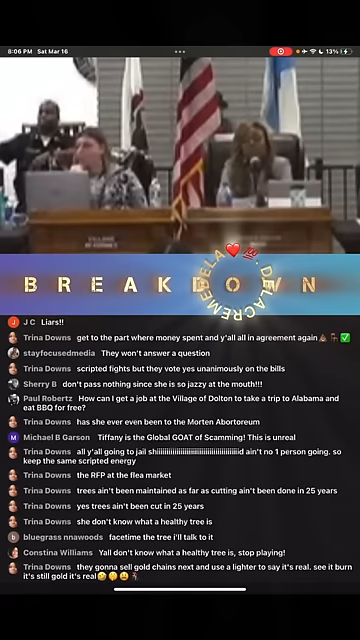 8:06 PM Sat Mar 16
13%
VILLAGE
ATTORNEY
BREAKDOWN
DELACREMEDELA ❤️ 💯
J C Liars!!
Trina Downs get to the part where money spent and y'all all in agreement again💩🪑✅
stayfocusedmedia They won't answer a question
Trina Downs scripted fights but they vote yes unanimously on the bills
Sherry B don't pass nothing since she is so jazzy at the mouth!!!
Paul Robertz How can I get a job at the Village of Dolton to take a trip to Alabama and
eat BBQ for free?
Trina Downs has she ever even been to the Morten Abortoreum
M Michael B Garson Tiffany is the Global GOAT of Scamming! This is unreal
Trina Downs all y'all going to jail shiiiiiiiiiiiiiiiiiiiiiiiiiiiiiiiiid ain't no 1 person going. so
keep the same scripted energy
Trina Downs the RFP at the flea market
Trina Downs trees ain't been maintained as far as cutting ain't been done in 25 years
Trina Downs yes trees been cut in 25 years
Trina Downs she don't know what a healthy tree is
b bluegrass nnawoods facetime the tree i'll talk to it
Constina Williams Yall don't know what a healthy tree is, stop playing!
Trina Downs they gonna sell gold chains next and use a lighter to say it's real. see it burn
it's still gold it's real